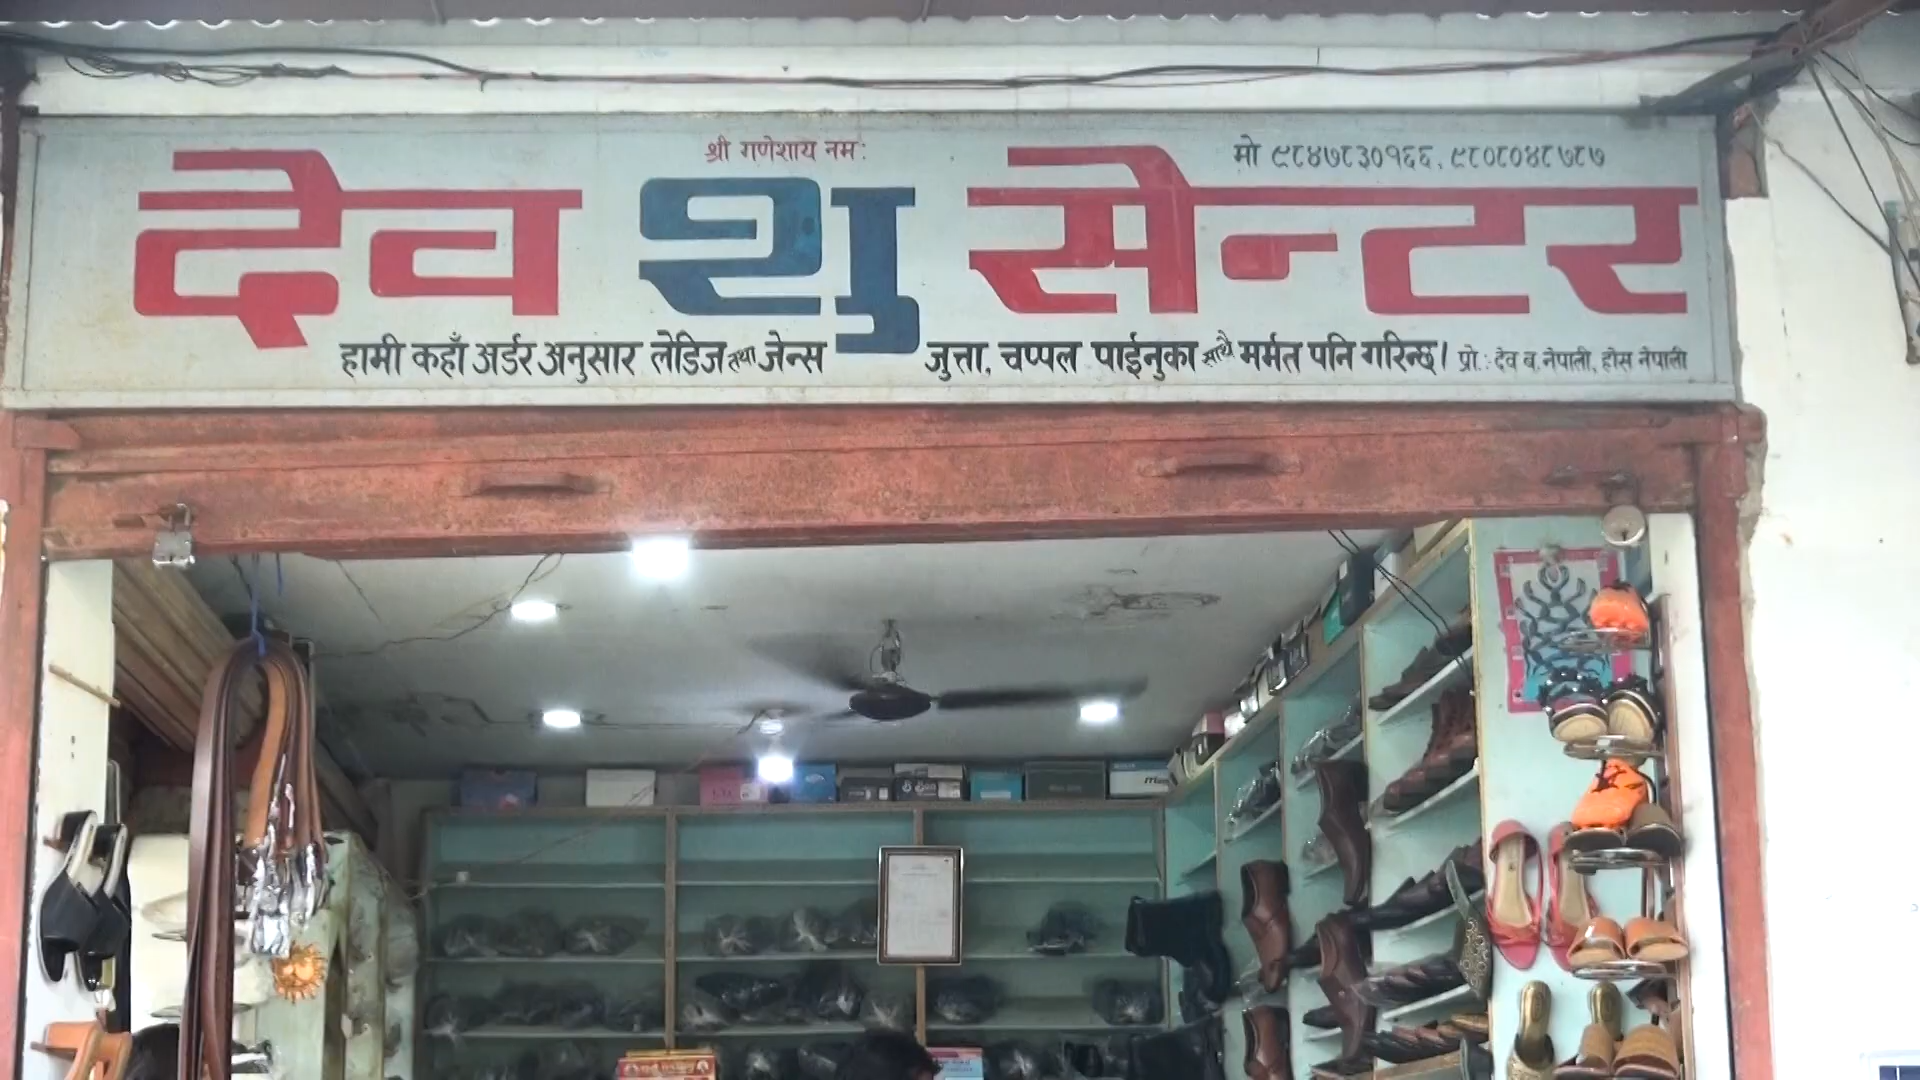 श्री गणेशाय नम:
मो ९८४७८३०१६६, ९८०८०४८७८७
देव शु सेन्टर
हामी कहाँ अर्डर अनुसार लेडिज तथा जेन्स जुत्ता, चप्पल पाईनुका साथै मर्मत पनि गरिन्छ। प्रो.: देव ब. नेपाली, होस नेपाली